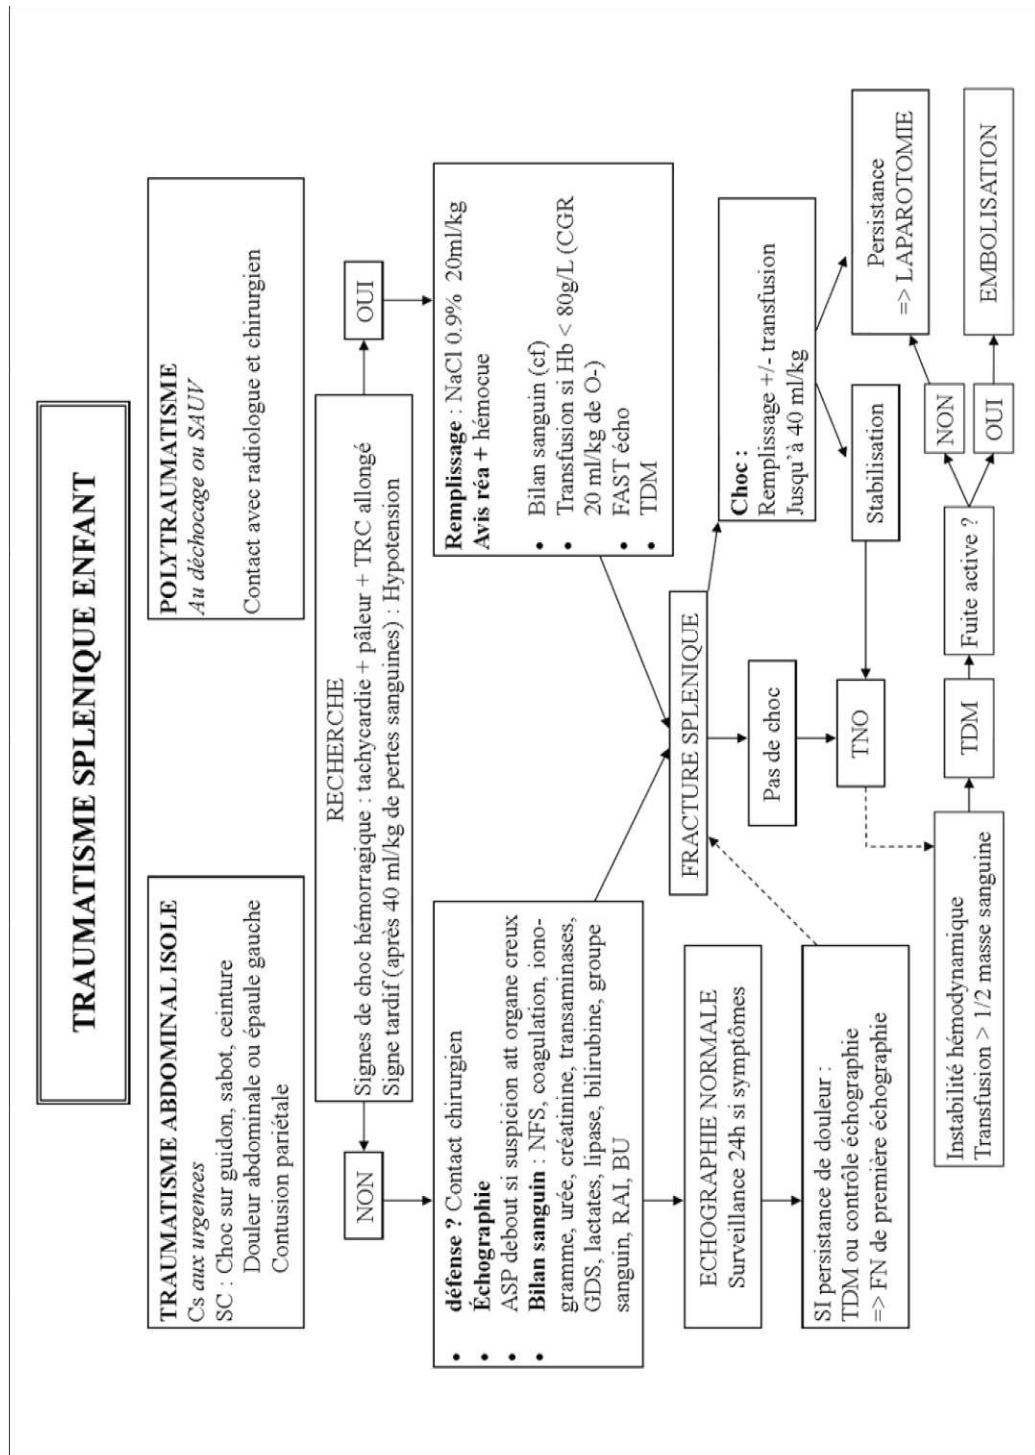 TRAUMATISME SPLENIQUE ENFANT
TRAUMATISME ABDOMINAL ISOLE
Cs aux urgences
SC : Choc sur guidon, sabot, ceinture
Douleur abdominale ou épaule gauche
Contusion pariétale
POLYTRAUMATISME
Au déchocage ou SAUV
Contact avec radiologue et chirurgien
RECHERCHE
Signes de choc hémorragique : tachycardie + pâleur + TRC allongé
Signe tardif (après 40 ml/kg de pertes sanguines) : Hypotension
NON
OUI
• défense ? Contact chirurgien
• Échographie
• ASP debout si suspicion att organe creux
• Bilan sanguin : NFS, coagulation, iono-
gramme, urée, créatinine, transaminases,
GDS, lactates, lipase, bilirubine, groupe
sanguin, RAI, BU
Remplissage : NaCl 0.9% 20ml/kg
Avis réa + hémocue
• Bilan sanguin (cf)
• Transfusion si Hb < 80g/L (CGR
20 ml/kg de O-)
• FAST écho
• TDM
FRACTURE SPLENIQUE
ECHOGRAPHIE NORMALE
Surveillance 24h si symptômes
Pas de choc
Choc :
Remplissage +/- transfusion
Jusqu'à 40 ml/kg
SI persistance de douleur :
TDM ou contrôle échographie
=> FN de première échographie
TNO
Stabilisation
Persistance
=> LAPAROTOMIE
Instabilité hémodynamique
Transfusion > 1/2 masse sanguine
TDM
Fuite active ?
NON
OUI
EMBOLISATION